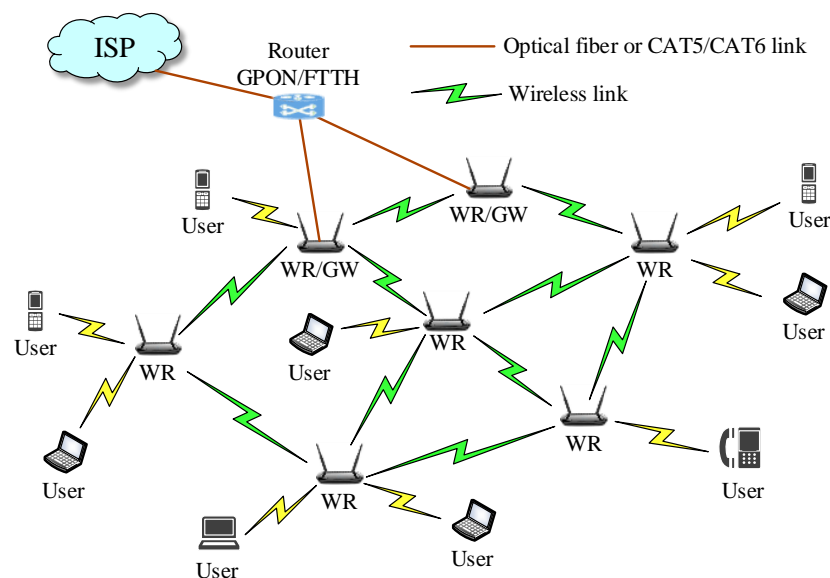 ISP
Router
GPON/FTTH
Optical fiber or CAT5/CAT6 link
Wireless link
User
WR/GW
User
WR/GW
WR
User
User
WR
User
WR
User
WR
User
User
WR
User
User